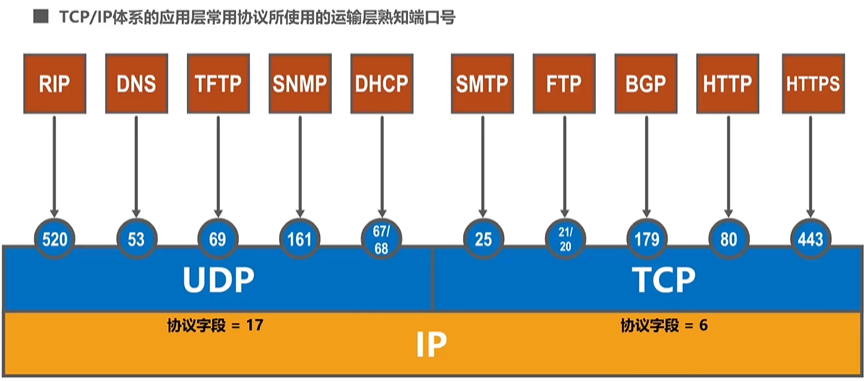 TCP/IP体系的应用层常用协议所使用的运输层熟知端口号
RIP DNS TFTP SNMP DHCP SMTP FTP BGP HTTP HTTPS
520 53 69 161 67/ 68 25 21/ 20 179 80 443
UDP TCP
协议字段 = 17 协议字段 = 6
IP